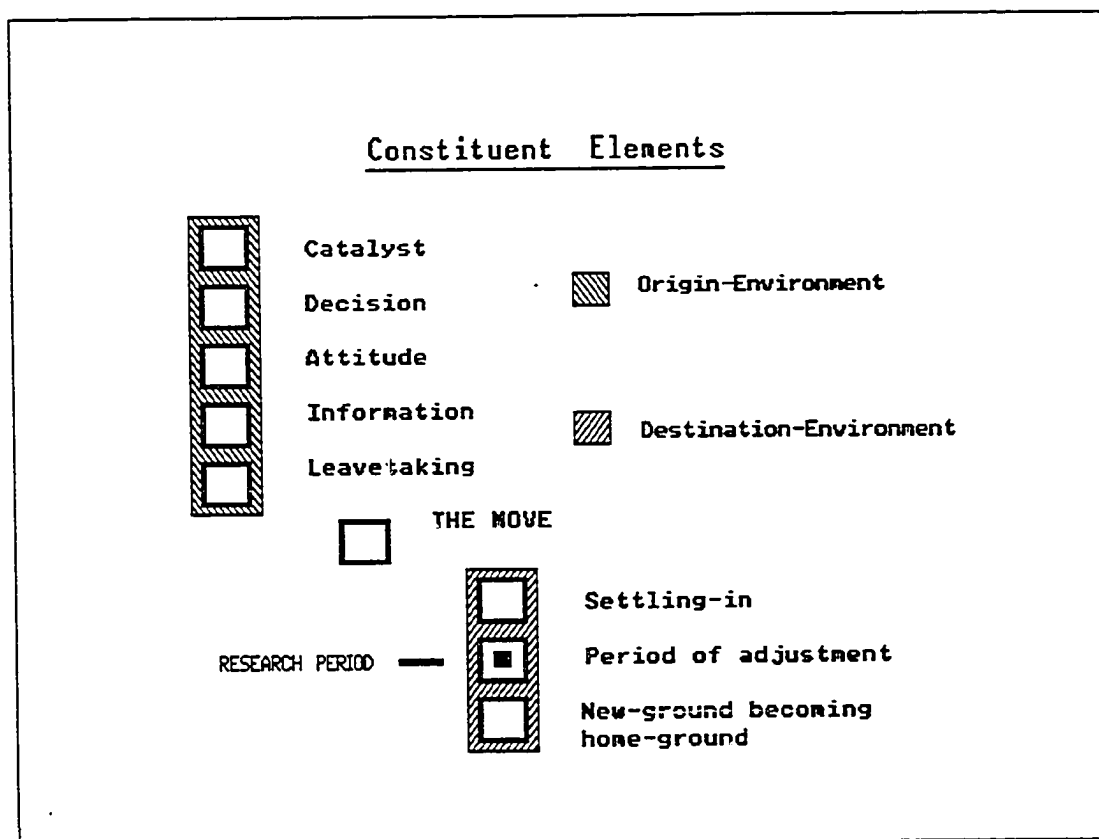 Constituent Elements
Catalyst
Decision
Attitude
Information
Leavetaking
Origin-Environment
Destination-Environment
THE MOVE
Settling-in
RESEARCH PERIOD
Period of adjustment
New-ground becoming
home-ground